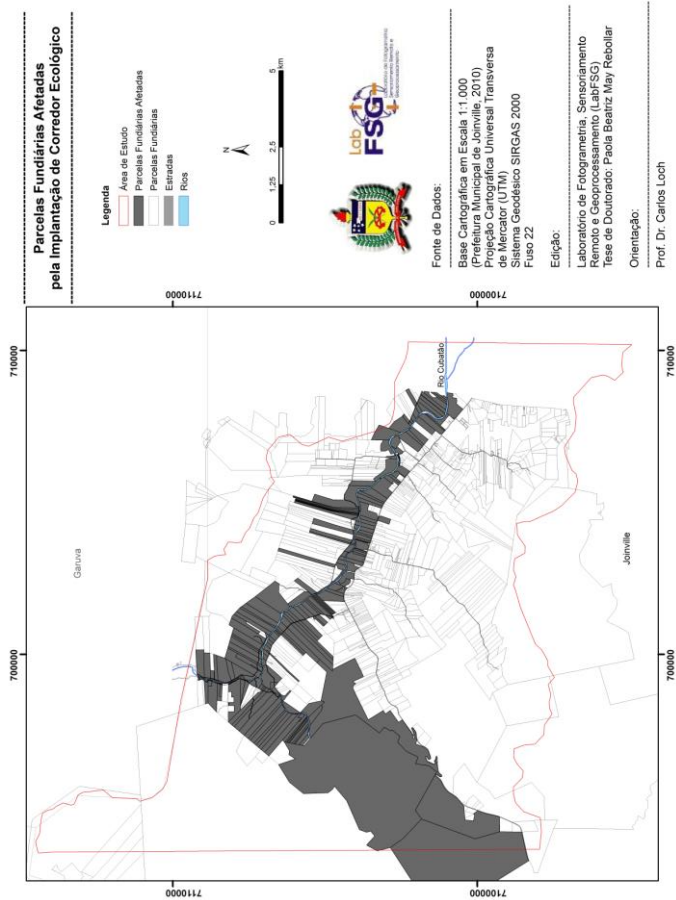 Parcelas Fundiárias Afetadas
pela Implantação de Corredor Ecológico
Legenda
Área de Estudo
Parcelas Fundiárias Afetadas
Parcelas Fundiárias
Estradas
Rios
N
0 1,25 2,5 5
km
Lab
FSG
Fonte de Dados:
Base Cartográfica em Escala 1:1.000
(Prefeitura Municipal de Joinville, 2010)
Projeção Cartográfica Universal Transversa
de Mercator (UTM)
Sistema Geodésico SIRGAS 2000
Fuso 22
Edição:
Laboratório de Fotogrametria, Sensoriamento
Remoto e Geoprocessamento (LabFSG)
Tese de Doutorado: Paola Beatriz May Rebollar
Orientação:
Prof. Dr. Carlos Loch
700000 710000
7110000 7110000
7100000 7100000
700000 710000
Garuva
Rio Cubatão
Joinville